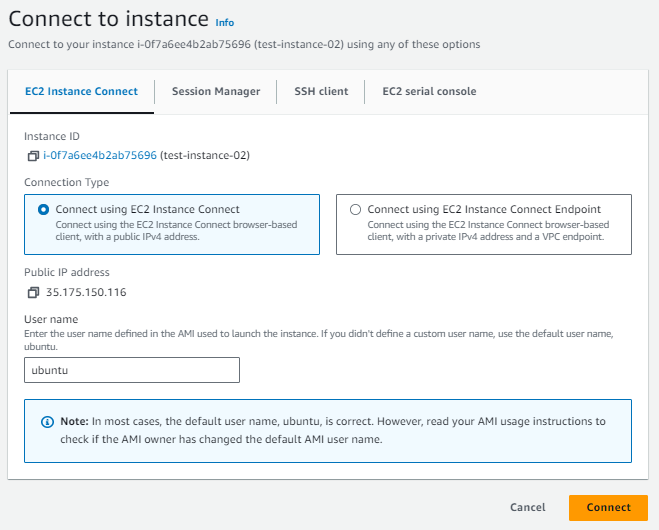 Connect to instance Info
Connect to your instance i-0f7a6ee4b2ab75696 (test-instance-02) using any of these options
EC2 Instance Connect Session Manager SSH client EC2 serial console
Instance ID
i-0f7a6ee4b2ab75696 (test-instance-02)
Connection Type
Connect using EC2 Instance Connect
Connect using the EC2 Instance Connect browser-based
client, with a public IPv4 address.
Connect using EC2 Instance Connect Endpoint
Connect using the EC2 Instance Connect browser-based
client, with a private IPv4 address and a VPC endpoint.
Public IP address
35.175.150.116
User name
Enter the user name defined in the AMI used to launch the instance. If you didn't define a custom user name, use the default user name,
ubuntu.
ubuntu
Note: In most cases, the default user name, ubuntu, is correct. However, read your AMI usage instructions to
check if the AMI owner has changed the default AMI user name.
Cancel Connect